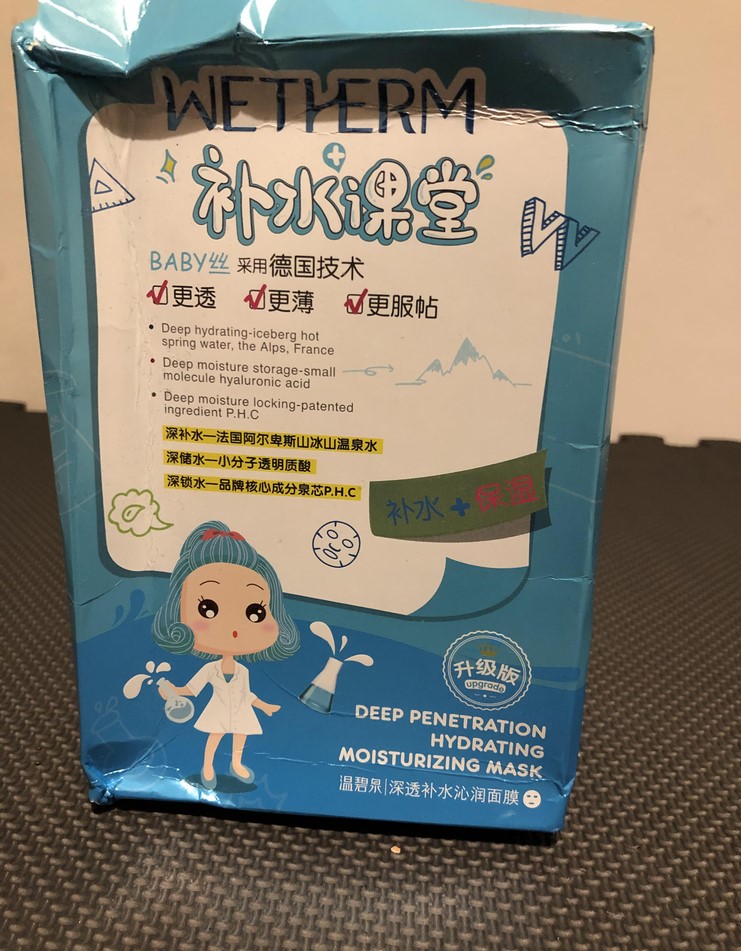 WETHERM
补水课堂
BABY丝 采用德国技术
更透 更薄 更服帖
• Deep hydrating-iceberg hot
spring water, the Alps, France
• Deep moisture storage-small
molecule hyaluronic acid
• Deep moisture locking-patented
ingredient P.H.C
深补水—法国阿尔卑斯山冰山温泉水
深储水—小分子透明质酸
深锁水—品牌核心成分泉芯P.H.C
补水+保湿
升级版
upgrade
DEEP PENETRATION
HYDRATING
MOISTURIZING MASK
温碧泉|深透补水沁润面膜